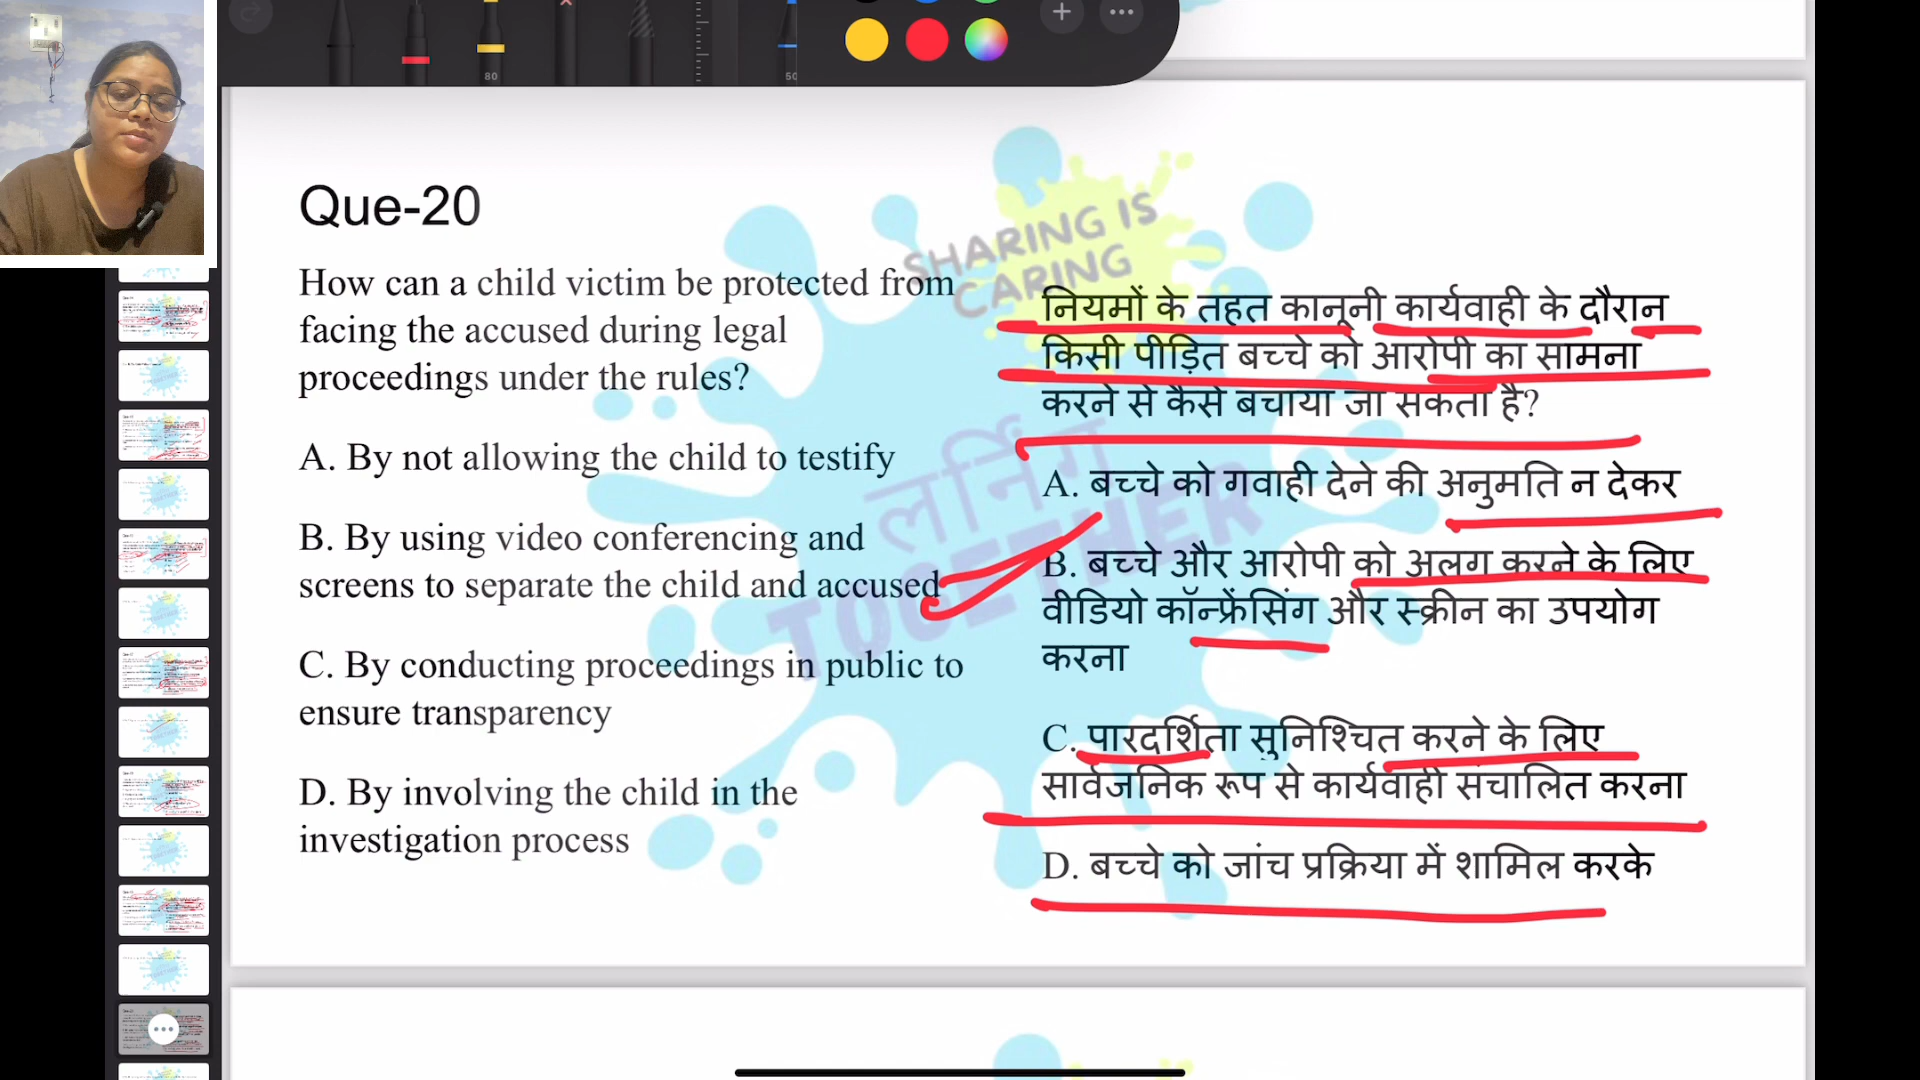 80
50
Que-20
How can a child victim be protected from
facing the accused during legal
proceedings under the rules?
A. By not allowing the child to testify
B. By using video conferencing and
screens to separate the child and accused
C. By conducting proceedings in public to
ensure transparency
D. By involving the child in the
investigation process
SHARING IS
CARING
लर्निंग
TOGETHER
नियमों के तहत कानूनी कार्यवाही के दौरान
किसी पीड़ित बच्चे को आरोपी का सामना
करने से कैसे बचाया जा सकता है?
A. बच्चे को गवाही देने की अनुमति न देकर
B. बच्चे और आरोपी को अलग करने के लिए
वीडियो कॉन्फ्रेंसिंग और स्क्रीन का उपयोग
करना
C. पारदर्शिता सुनिश्चित करने के लिए
सार्वजनिक रूप से कार्यवाही संचालित करना
D. बच्चे को जांच प्रक्रिया में शामिल करके